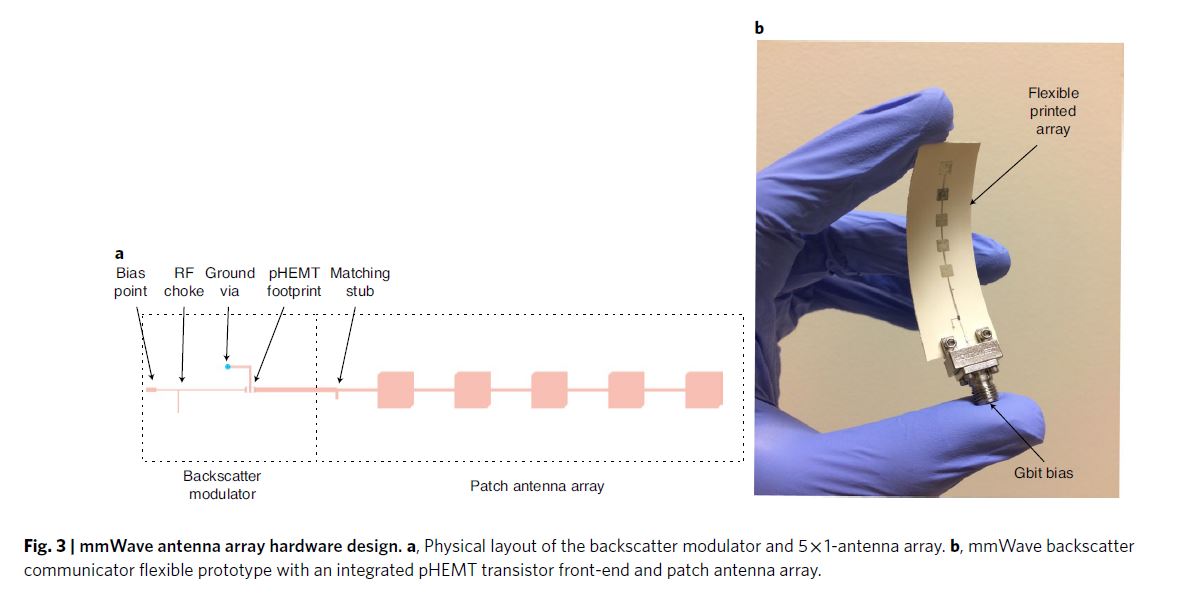 a
Bias
point
RF
choke
Ground
via
pHEMT
footprint
Matching
stub
Backscatter
modulator
Patch antenna array
b
Flexible
printed
array
Gbit bias
Fig. 3 | mmWave antenna array hardware design. a, Physical layout of the backscatter modulator and 5×1-antenna array. b, mmWave backscatter
communicator flexible prototype with an integrated pHEMT transistor front-end and patch antenna array.